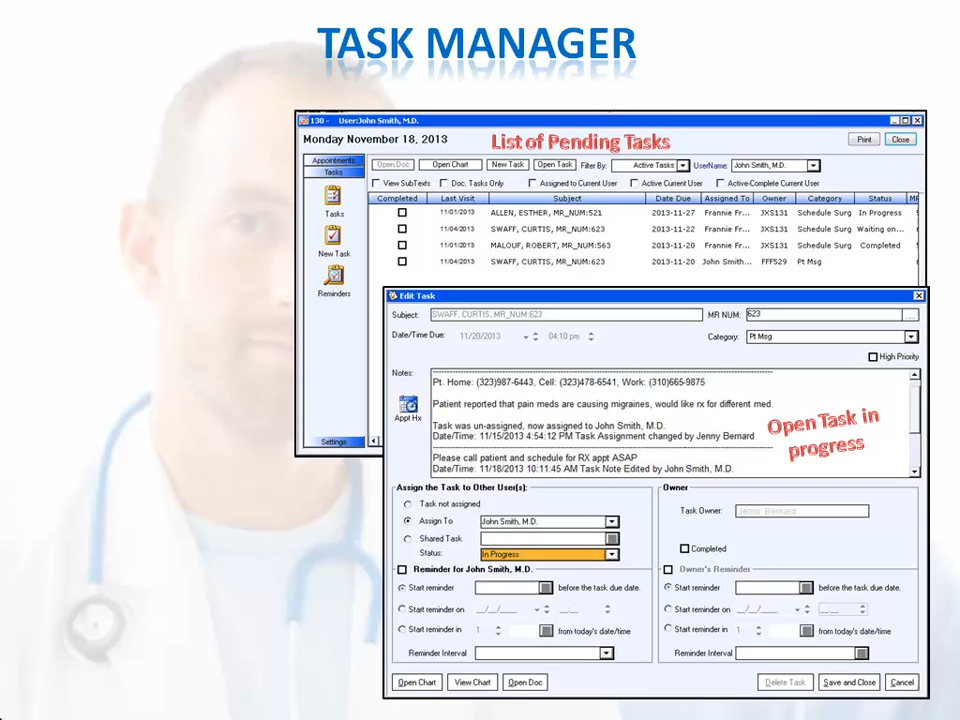 TASK MANAGER
130 - User:John Smith, M.D.
Monday November 18, 2013 List of Pending Tasks Print Close
Appointments Open Doc Open Chart New Task Open Task Filter By: Active Tasks UserName: John Smith, M.D.
Tasks
View SubTexts Doc. Tasks Only Assigned to Current User Active Current User Active-Complete Current User
Completed Last Visit Subject Date Due Assigned To Owner Category Status MR
11/01/2013 ALLEN, ESTHER, MR_NUM:521 2013-11-27 Frannie Fr... JXS131 Schedule Surg In Progress
Tasks
11/04/2013 SWAFF, CURTIS, MR_NUM:623 2013-11-22 Frannie Fr... JXS131 Schedule Surg Waiting on...
11/01/2013 MALOUF, ROBERT, MR_NUM:563 2013-11-20 Frannie Fr... JXS131 Schedule Surg Completed
New Task
11/04/2013 SWAFF, CURTIS, MR_NUM:623 2013-11-20 John Smith... FFF529 Pt Msg
Reminders
Settings
Edit Task
Subject: SWAFF, CURTIS, MR_NUM:623 MR NUM: 623 ...
Date/Time Due: 11/20/2013 04:10 pm Category: Pt Msg
High Priority
Notes:
Pt. Home: (323)987-6443, Cell: (323)478-6541, Work: (310)665-9875
Appt Hx
Patient reported that pain meds are causing migraines, would like rx for different med.
Task was un-assigned, now assigned to John Smith, M.D.
Date/Time: 11/15/2013 4:54:12 PM Task Assignment changed by Jenny Bernard
Please call patient and schedule for RX appt ASAP
Date/Time: 11/18/2013 10:11:45 AM Task Note Edited by John Smith, M.D.
Open Task in
progress
Assign the Task to Other User(s): Owner
Task not assigned
Task Owner: Jenny Bernard
Assign To John Smith, M.D.
Shared Task
Completed
Status: In Progress
Reminder for John Smith, M.D. Owner's Reminder
Start reminder before the task due date. Start reminder before the task due date.
Start reminder on __/__/____ __:__ Start reminder on __/__/____ __:__
Start reminder in 1 from today's date/time Start reminder in 1 from today's date/time
Reminder Interval Reminder Interval
Open Chart View Chart Open Doc Delete Task Save and Close Cancel